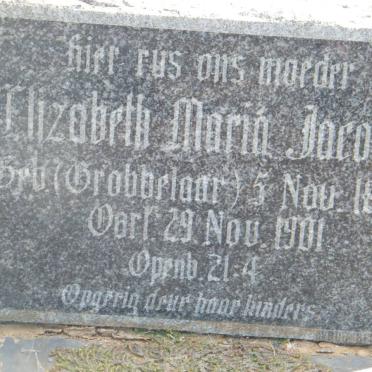 hier rus ons moeder
Elizabeth Maria Jaco
Geb (Grobbelaar) 5 Nov. 18
Oorl. 29 Nov. 1901
Openb. 21:4
Opgerig deur haar kinders.